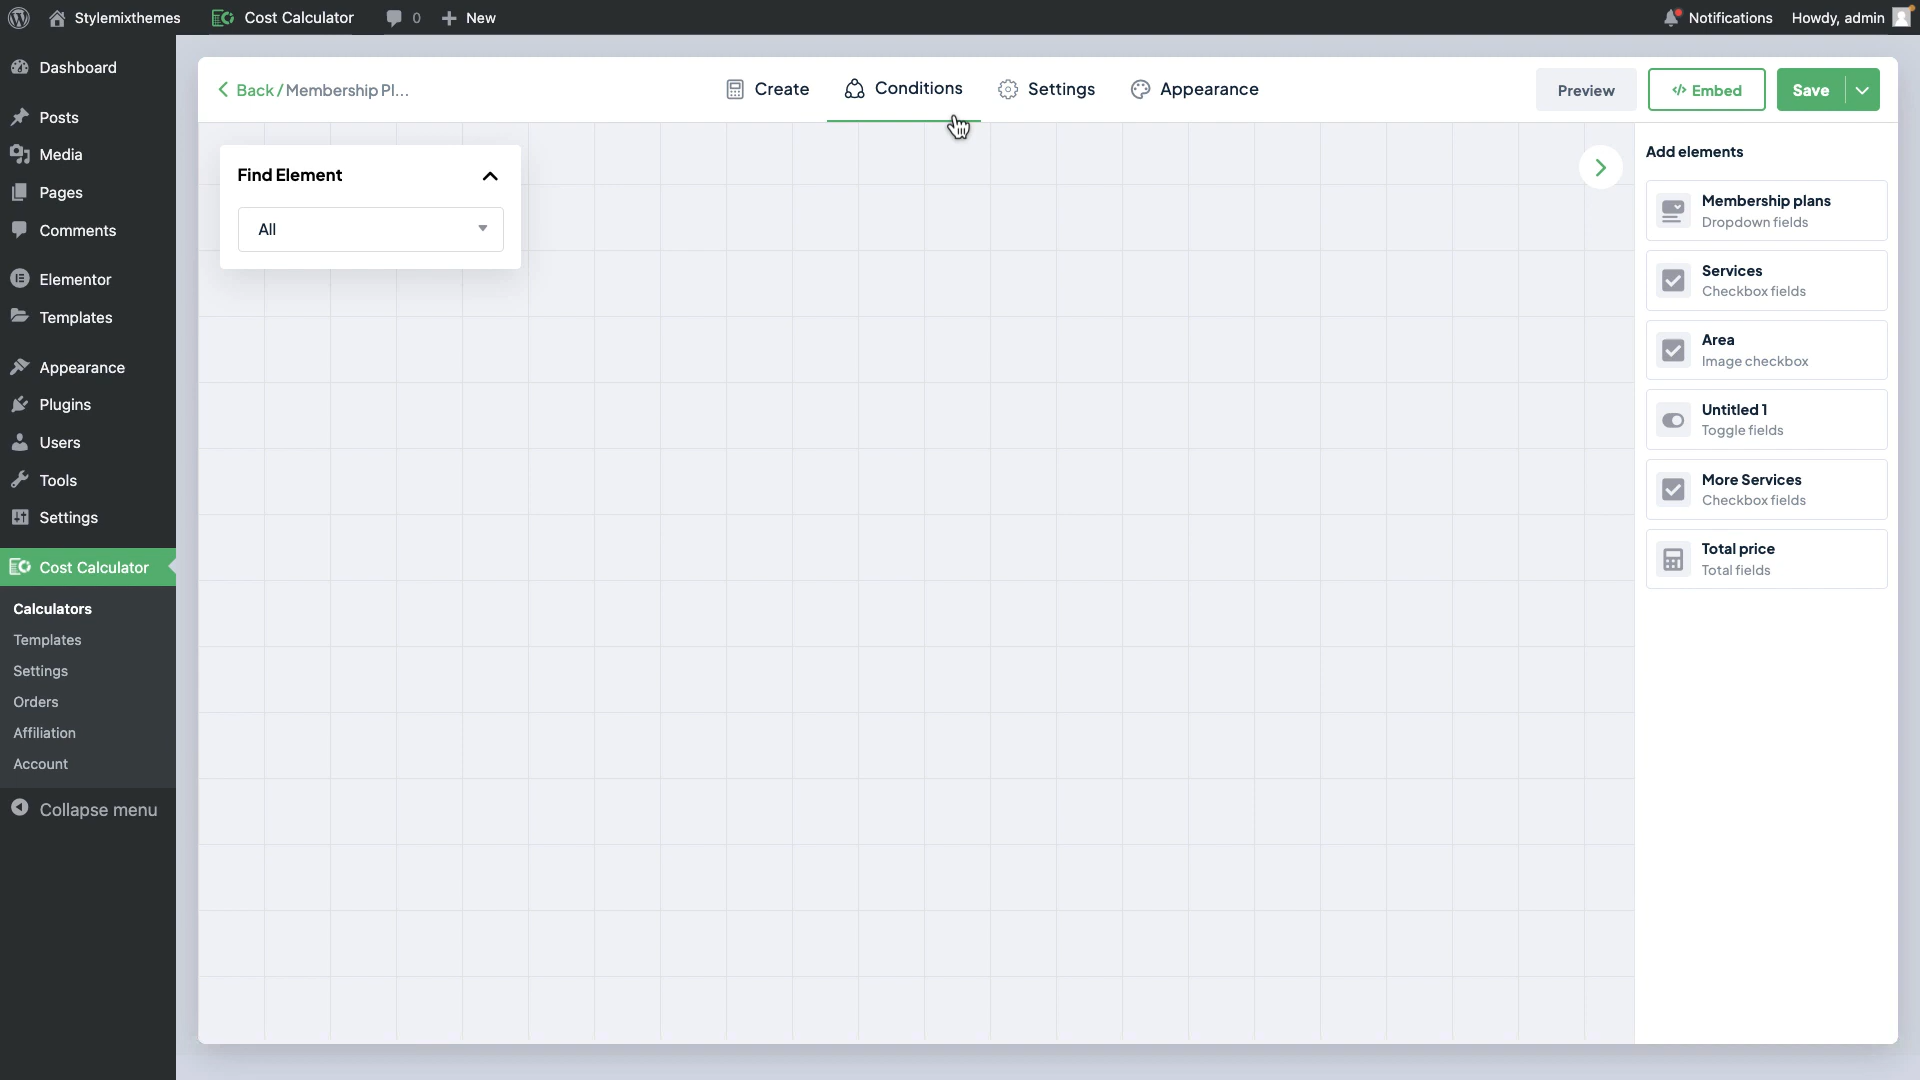 Stylemixthemes
Cost Calculator
0
New
Notifications
Howdy, admin
Dashboard
Posts
Media
Pages
Comments
Elementor
Templates
Appearance
Plugins
Users
Tools
Settings
Cost Calculator
Calculators
Templates
Settings
Orders
Affiliation
Account
Collapse menu
Back / Membership Pl...
Create
Conditions
Settings
Appearance
Preview
</> Embed
Save
Find Element
All
Add elements
Membership plans
Dropdown fields
Services
Checkbox fields
Area
Image checkbox
Untitled 1
Toggle fields
More Services
Checkbox fields
Total price
Total fields